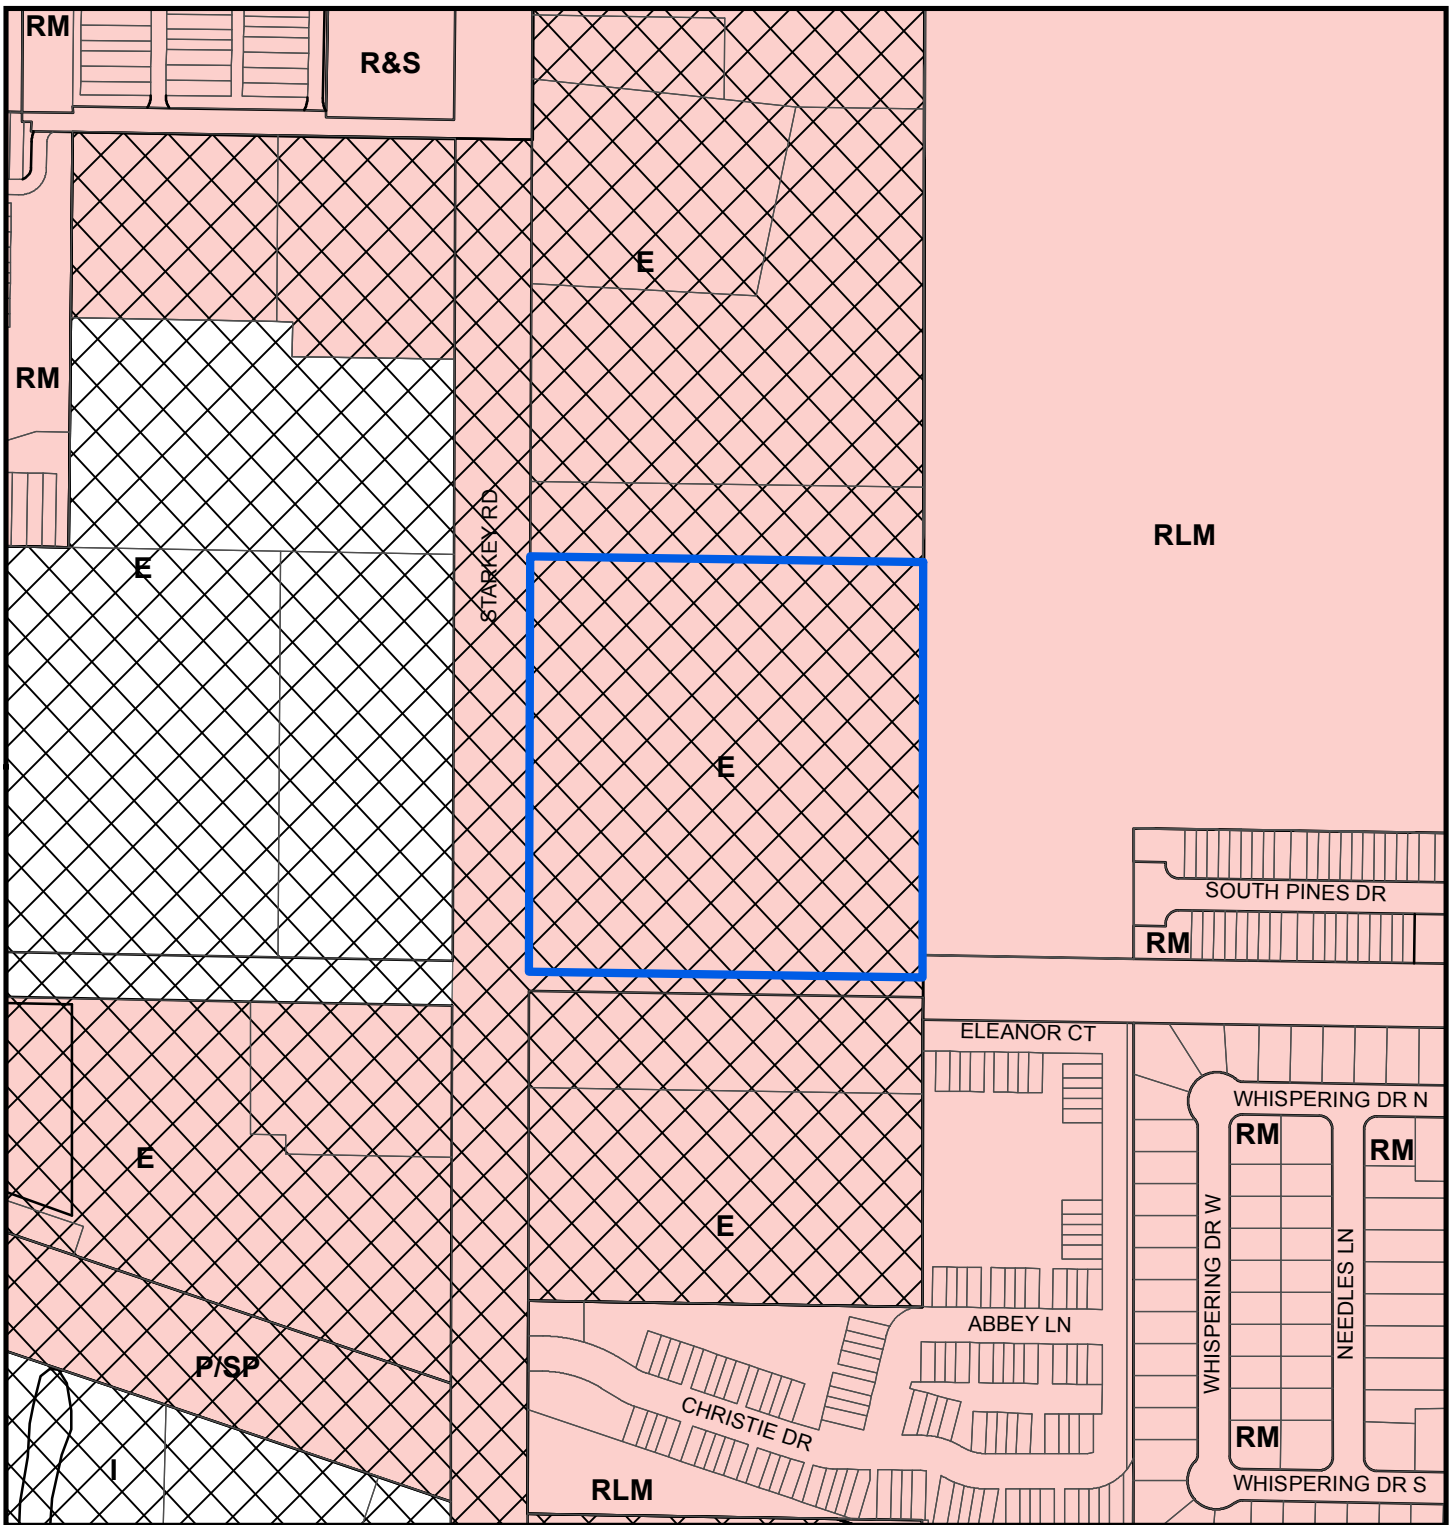 RM
R&S
E
RM
STARKEY RD
RLM
E
E
SOUTH PINES DR
RM
ELEANOR CT
WHISPERING DR N
RM
RM
E
E
WHISPERING DR W
NEEDLES LN
ABBEY LN
P/SP
CHRISTIE DR
RM
I
RLM
WHISPERING DR S